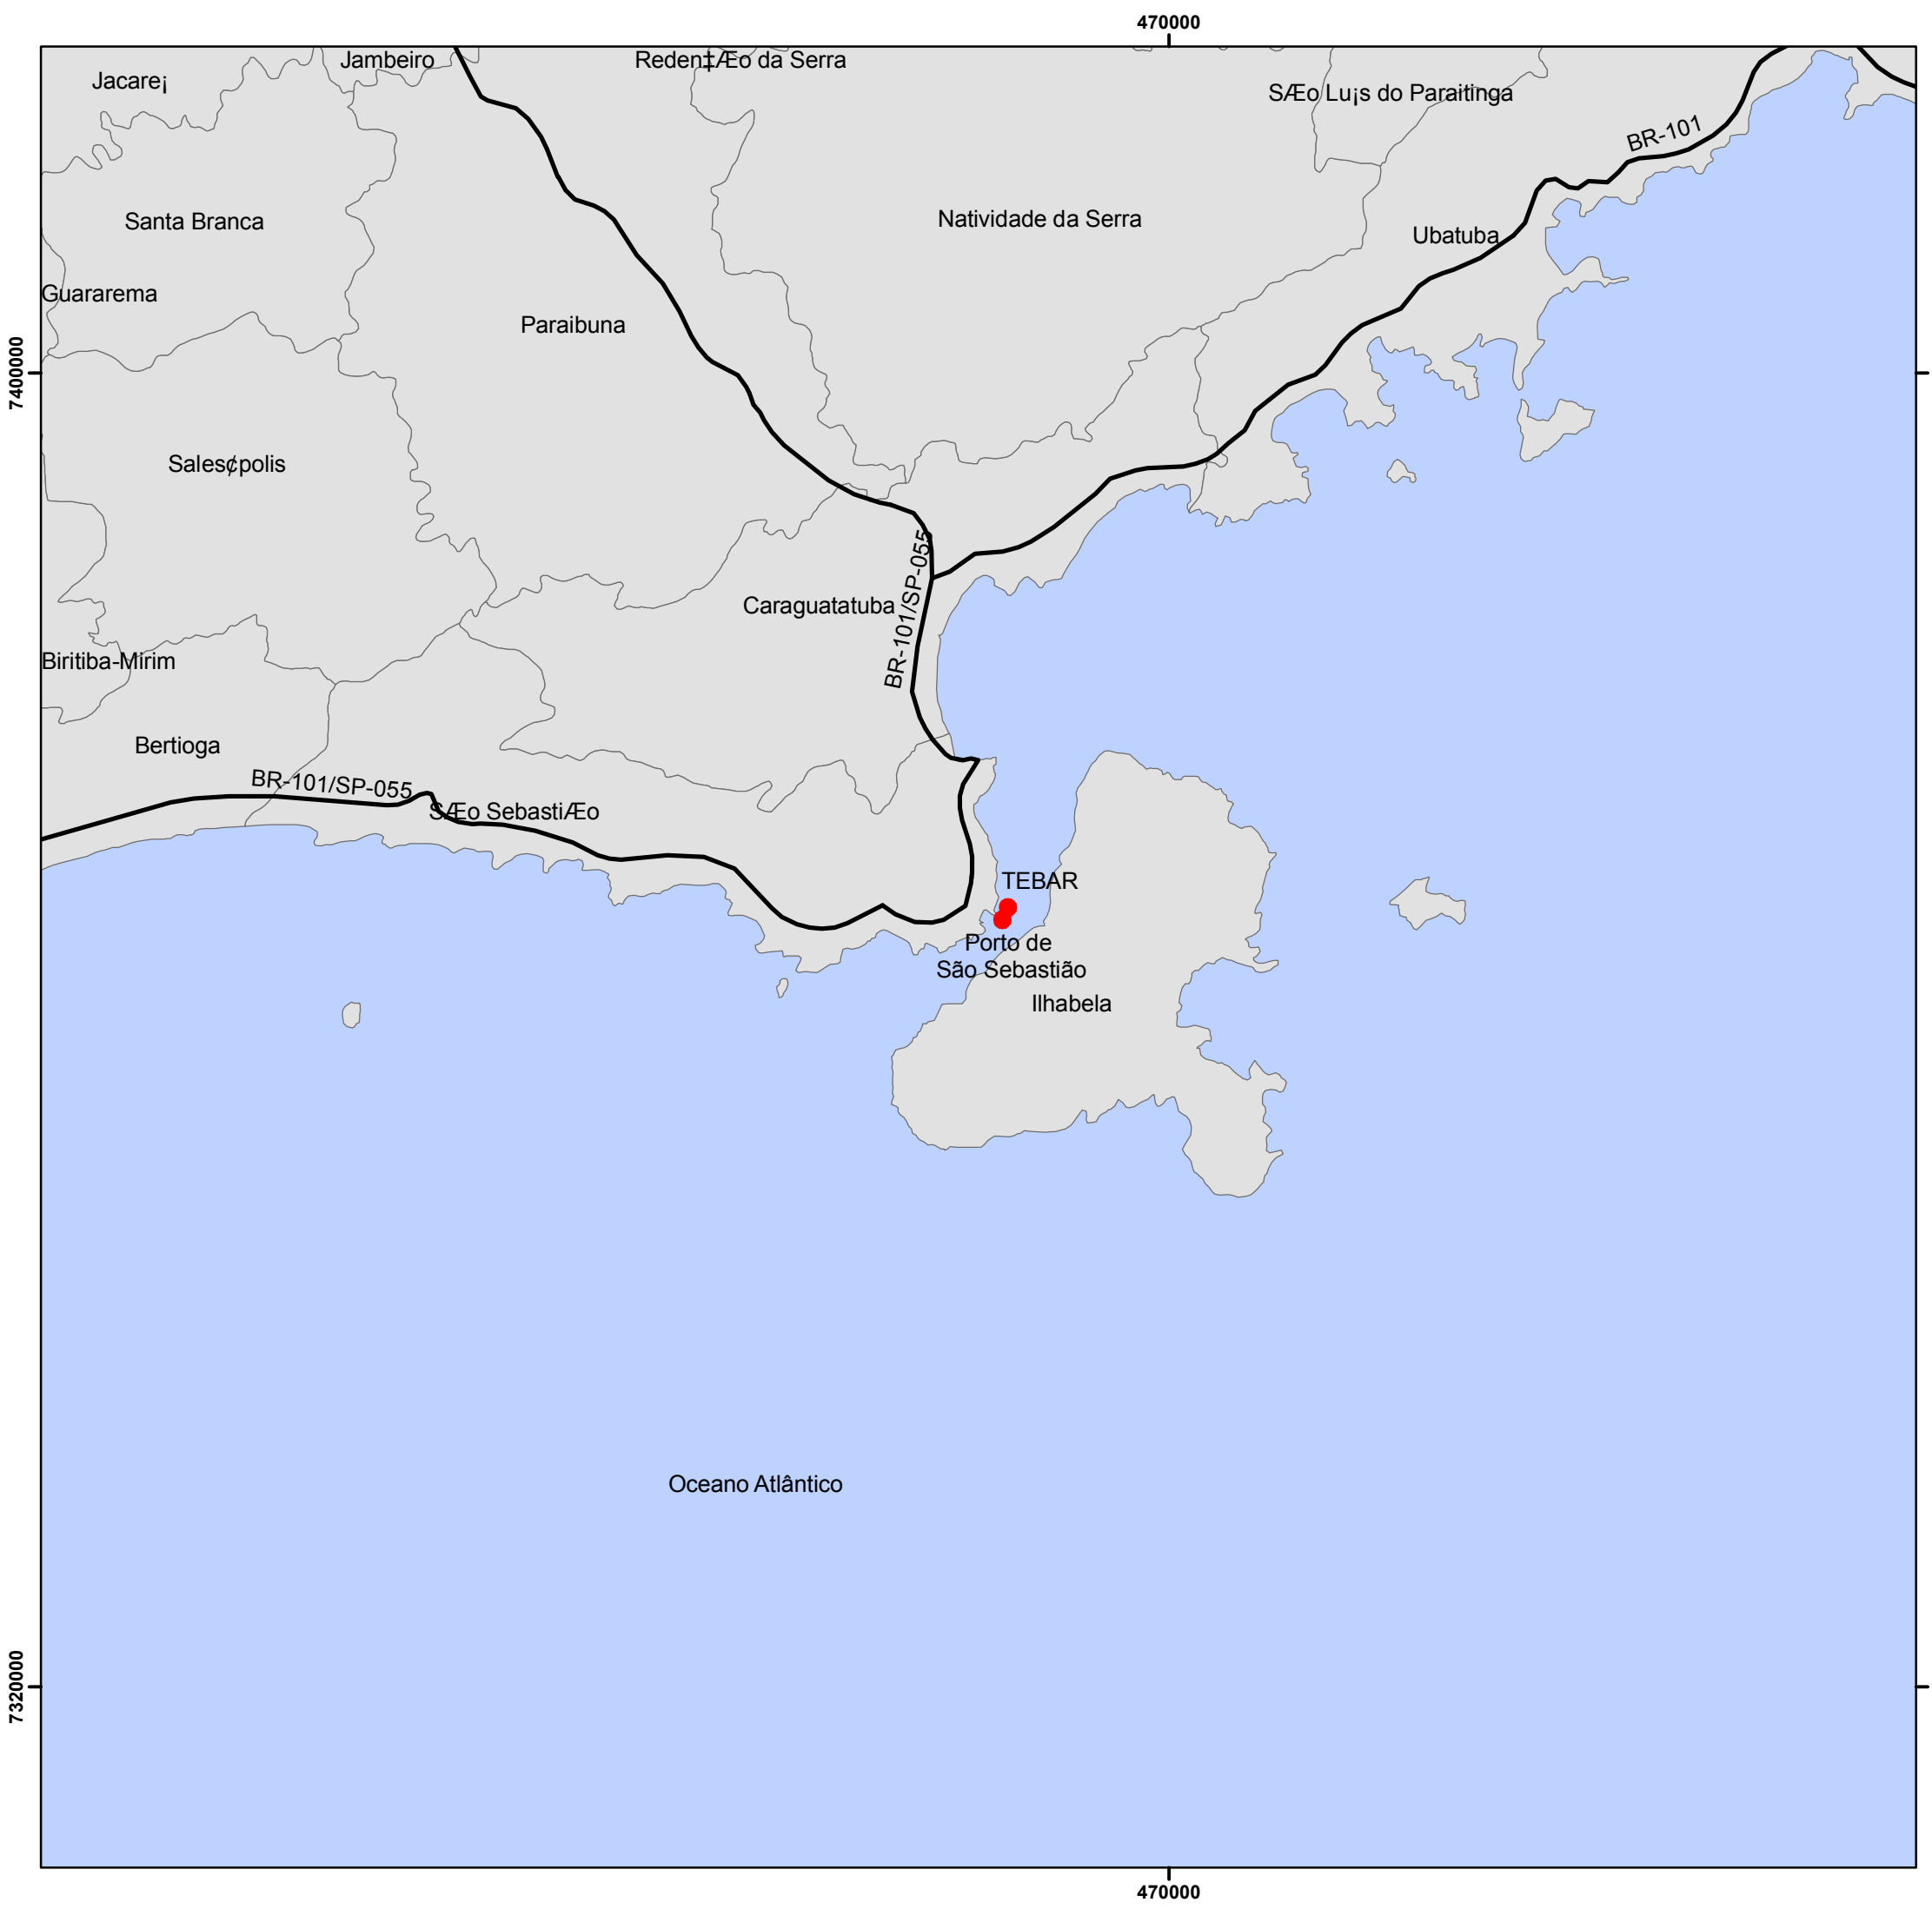 470000
Jambeiro
Reden‡Æo da Serra
Jacare¡
SÆo Lu¡s do Paraitinga
BR-101
Santa Branca
Natividade da Serra
Ubatuba
Guararema
Paraibuna
7400000
Sales¢polis
BR-101/SP-055
Caraguatatuba
Biritiba-Mirim
Bertioga
BR-101/SP-055
SÆo SebastiÆo
TEBAR
Porto de
São Sebastião
Ilhabela
Oceano Atlântico
7320000
470000